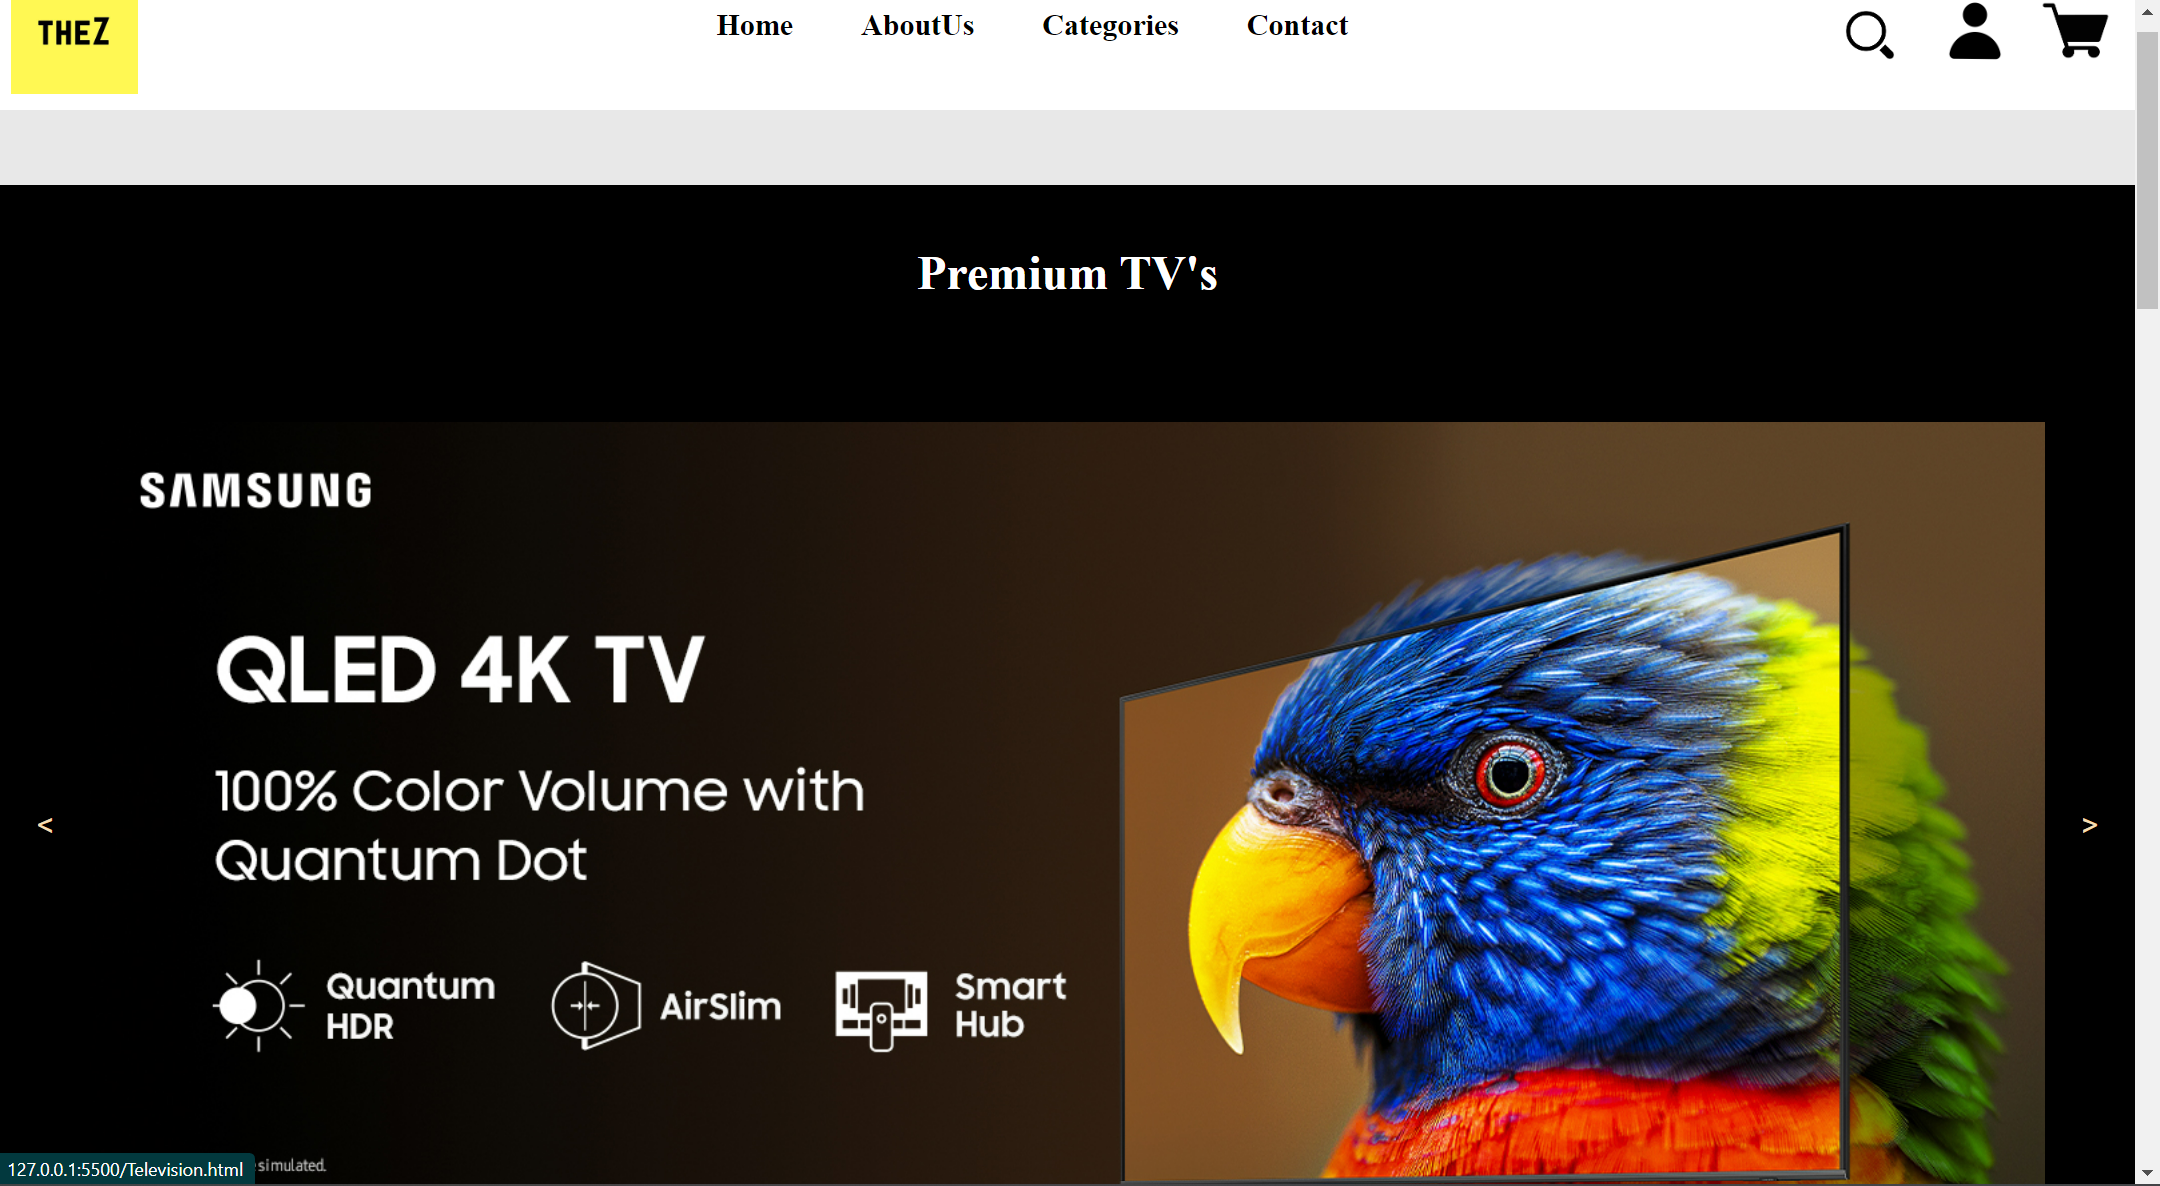 THEZ
Home AboutUs Categories Contact
Premium TV's
SAMSUNG
QLED 4K TV
100% Color Volume with
Quantum Dot
Quantum
HDR
AirSlim
Smart
Hub
<
>
simulated.
127.0.0.1:5500/Television.html